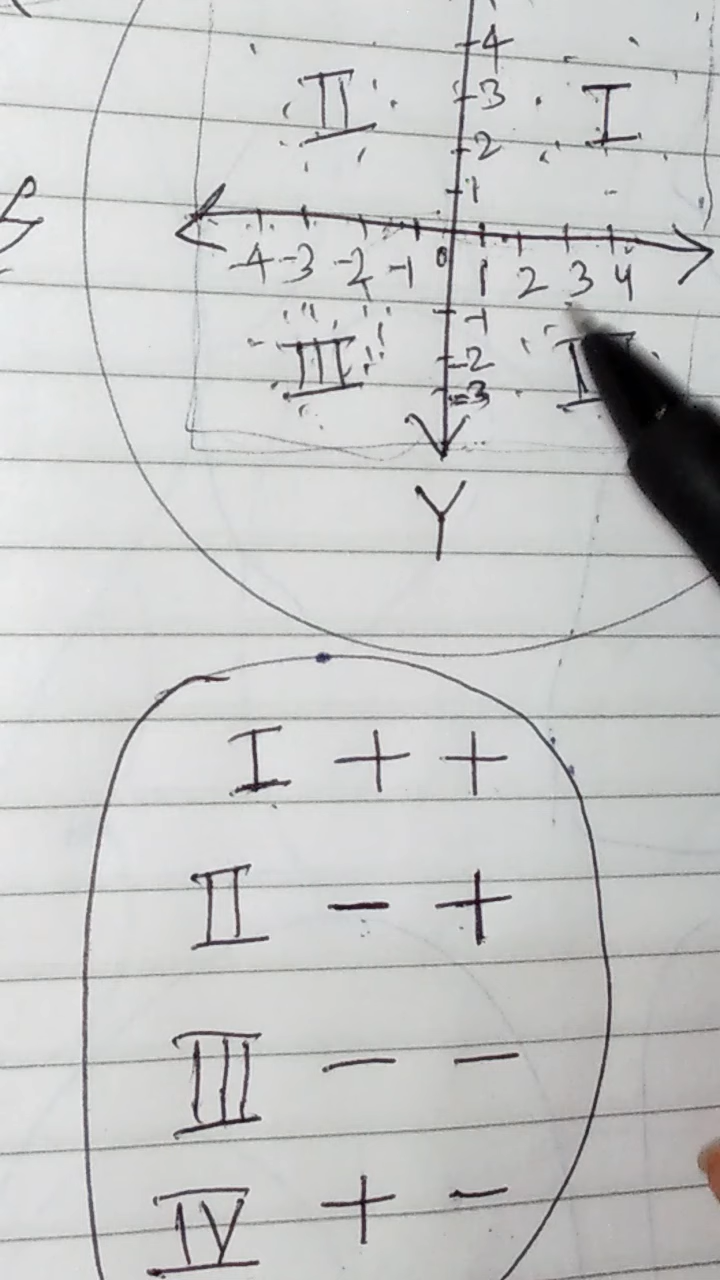 4
II 3 I
2
1
-4 -3 -2 -1 0 1 2 3 4
-1
III -2
-3
Y
I + +
II - +
III - -
IV + -